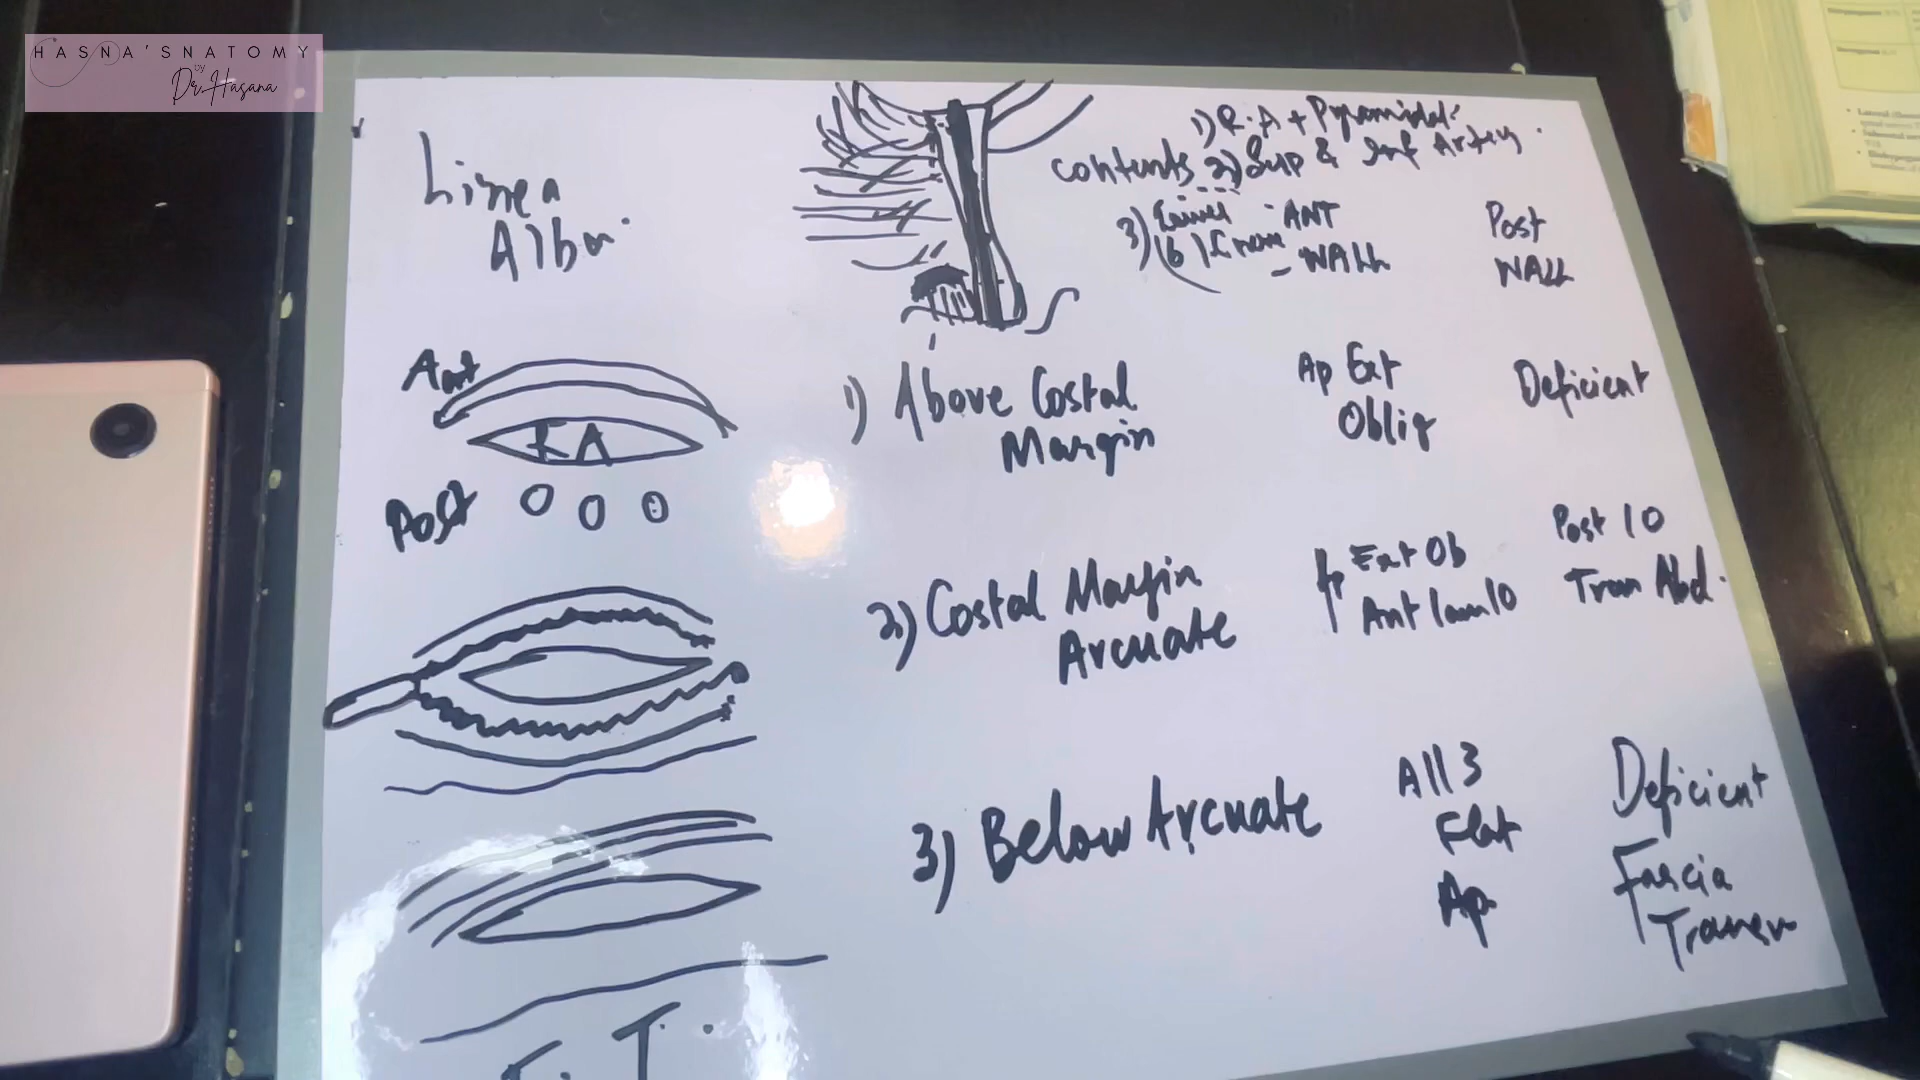 HASNA'SNATOMY
by
Dr. Hasana
Linea
Alba
1) R.A + Pyramidal
contents 2) Sup & Inf Artery
3)
ANT
WALL
Post
WALL
Ant
RA
Post
1) Above Costal
Margin
Ap Ext
Obliq
Deficient
2) Costal Margin
Arcuate
Ap Ext Ob
Ant lam IO
Post IO
Tran Abd.
3) Below Arcuate
All 3
Flat
Ap
Deficient
Fascia
Transv
F. T.